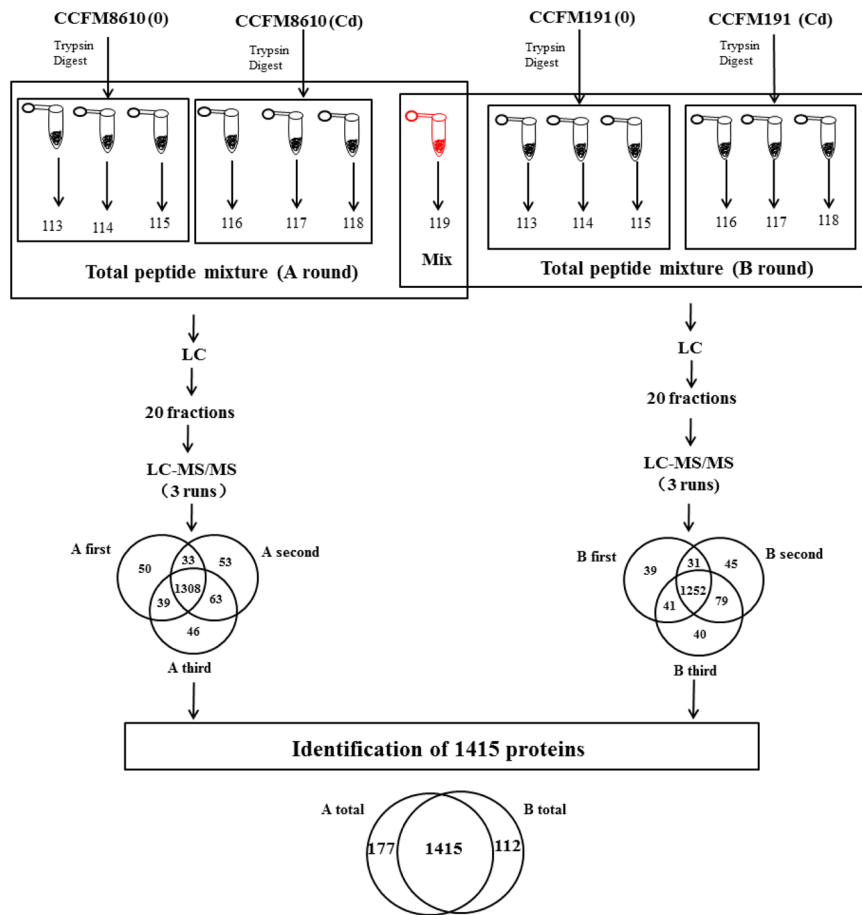 CCFM8610 (0)
CCFM8610 (Cd)
CCFM191 (0)
CCFM191 (Cd)
Trypsin
Digest
Trypsin
Digest
Trypsin
Digest
Trypsin
Digest
113
114
115
116
117
118
119
113
114
115
116
117
118
Total peptide mixture (A round)
Mix
Total peptide mixture (B round)
LC
LC
20 fractions
20 fractions
LC-MS/MS
(3 runs)
LC-MS/MS
(3 runs)
A first
A second
50
33
53
1308
39
63
46
A third
B first
B second
39
31
45
1252
41
79
40
B third
Identification of 1415 proteins
A total
B total
177
1415
112